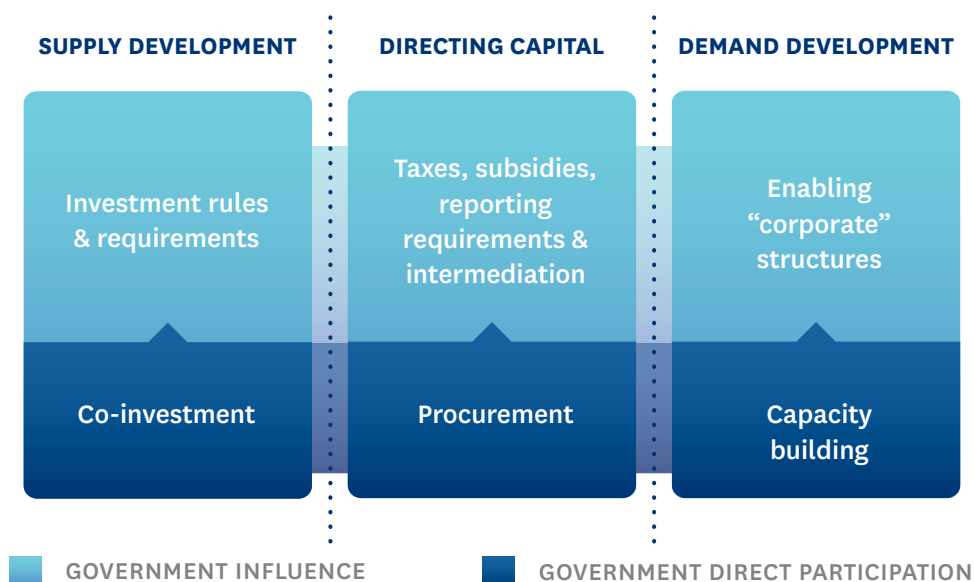 SUPPLY DEVELOPMENT
DIRECTING CAPITAL
DEMAND DEVELOPMENT
Investment rules
& requirements
Taxes, subsidies,
reporting
requirements &
intermediation
Enabling
“corporate”
structures
Co-investment
Procurement
Capacity
building
GOVERNMENT INFLUENCE
GOVERNMENT DIRECT PARTICIPATION